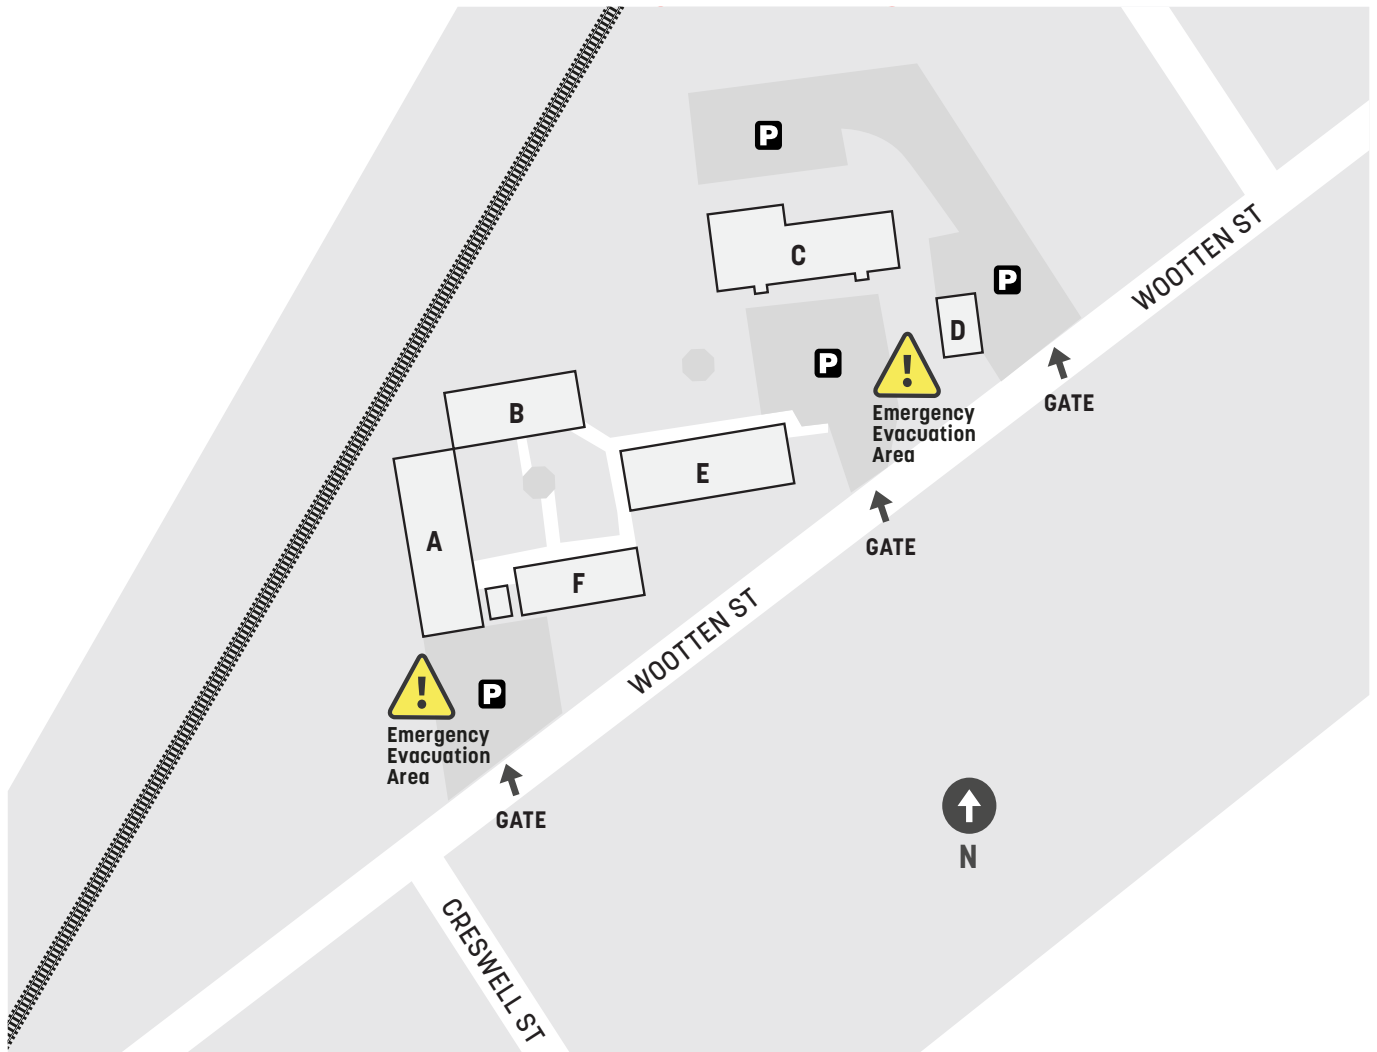 P
WOOTTEN ST
C
P
D
P
!
GATE
Emergency
Evacuation
Area
B
E
A
GATE
F
WOOTTEN ST
!
P
Emergency
Evacuation
Area
GATE
N
CRESWELL ST